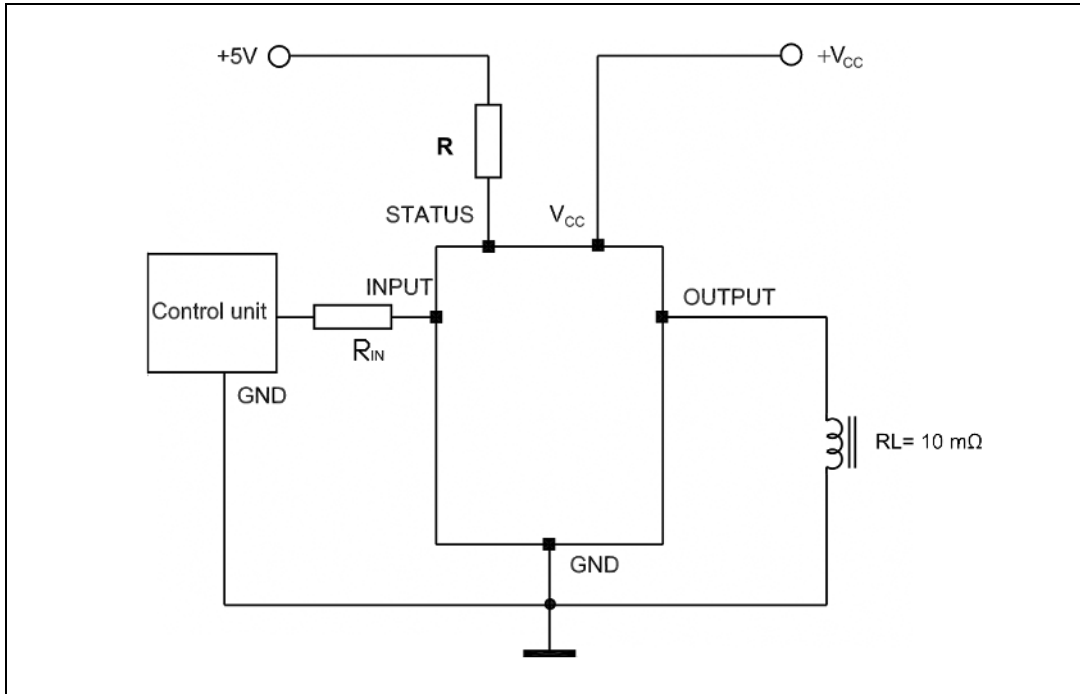 +5V
+VCC
R
STATUS
VCC
INPUT
OUTPUT
Control unit
RIN
GND
RL= 10 mΩ
GND